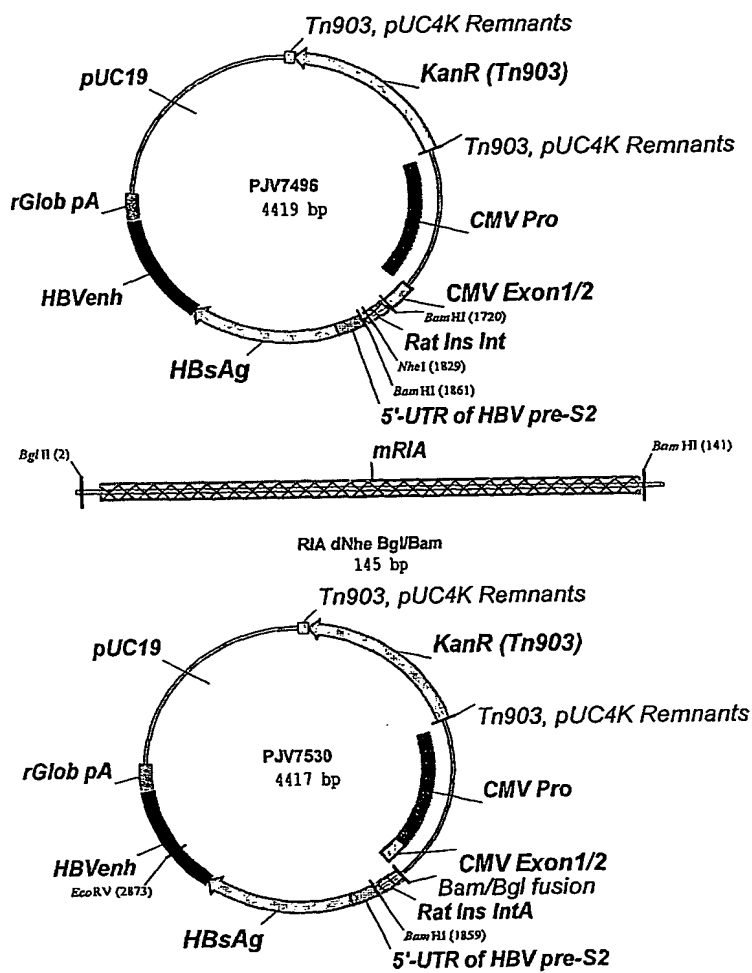 Tn903, pUC4K Remnants
pUC19
KanR (Tn903)
Tn903, pUC4K Remnants
PJV7496
4419 bp
rGlob pA
CMV Pro
HBVenh
CMV Exon1/2
BamHI (1720)
Rat Ins Int
NheI (1829)
HBsAg
BamHI (1861)
5'-UTR of HBV pre-S2
mRIA
BglII (2)
BamHI (141)
RIA dNhe Bgl/Bam
145 bp
Tn903, pUC4K Remnants
pUC19
KanR (Tn903)
Tn903, pUC4K Remnants
PJV7530
4417 bp
rGlob pA
CMV Pro
HBVenh
CMV Exon1/2
EcoRV (2873)
Bam/Bgl fusion
Rat Ins IntA
HBsAg
BamHI (1859)
5'-UTR of HBV pre-S2